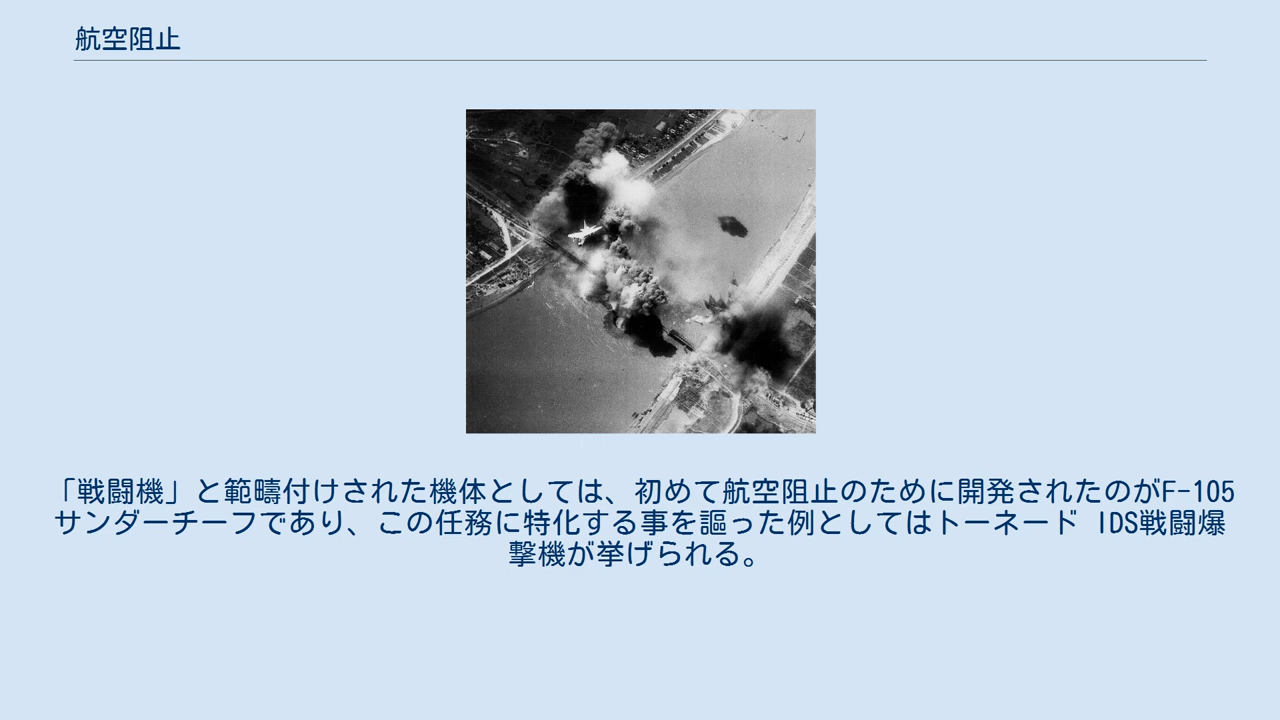 航空阻止
「戦闘機」と範疇付けされた機体としては、初めて航空阻止のために開発されたのがF-105
サンダーチーフであり、この任務に特化する事を謳った例としてはトーネード IDS戦闘爆
撃機が挙げられる。